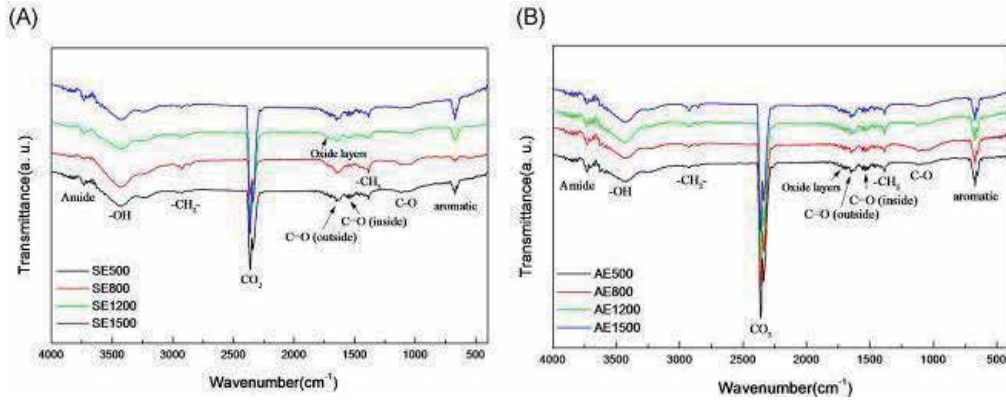 (A)
Transmittance(a. u.)
Amide
-OH
-CH₂-
CO₂
Oxide layers
-CH₃
C=O (outside)
C=O (inside)
C-O
aromatic
SE500
SE800
SE1200
SE1500
4000 3500 3000 2500 2000 1500 1000 500
Wavenumber(cm⁻¹)
(B)
Transmittance(a. u.)
Amide
-OH
-CH₂-
CO₂
Oxide layers
-CH₃
C=O (outside)
C=O (inside)
C-O
aromatic
AE500
AE800
AE1200
AE1500
4000 3500 3000 2500 2000 1500 1000 500
Wavenumber(cm⁻¹)